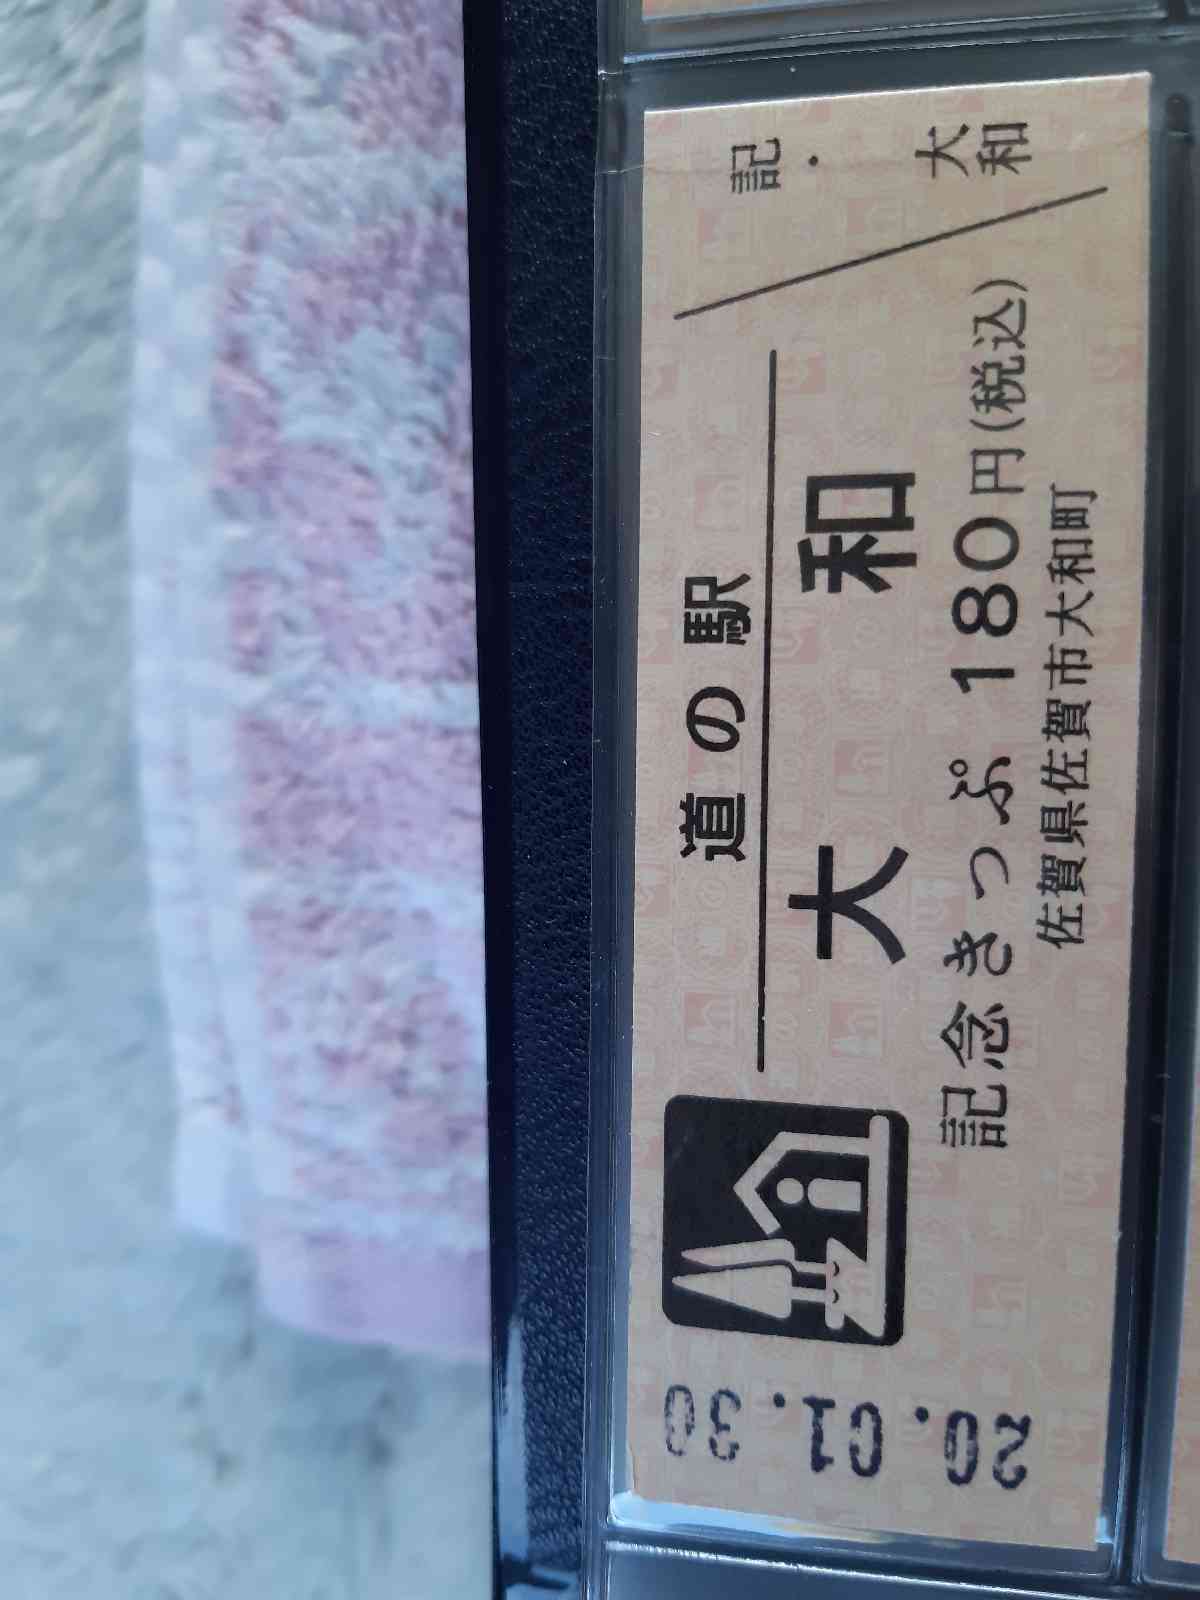 道の駅
大和
記念きっぷ 180円(税込)
佐賀県佐賀市大和町
記・大和
20.01.30